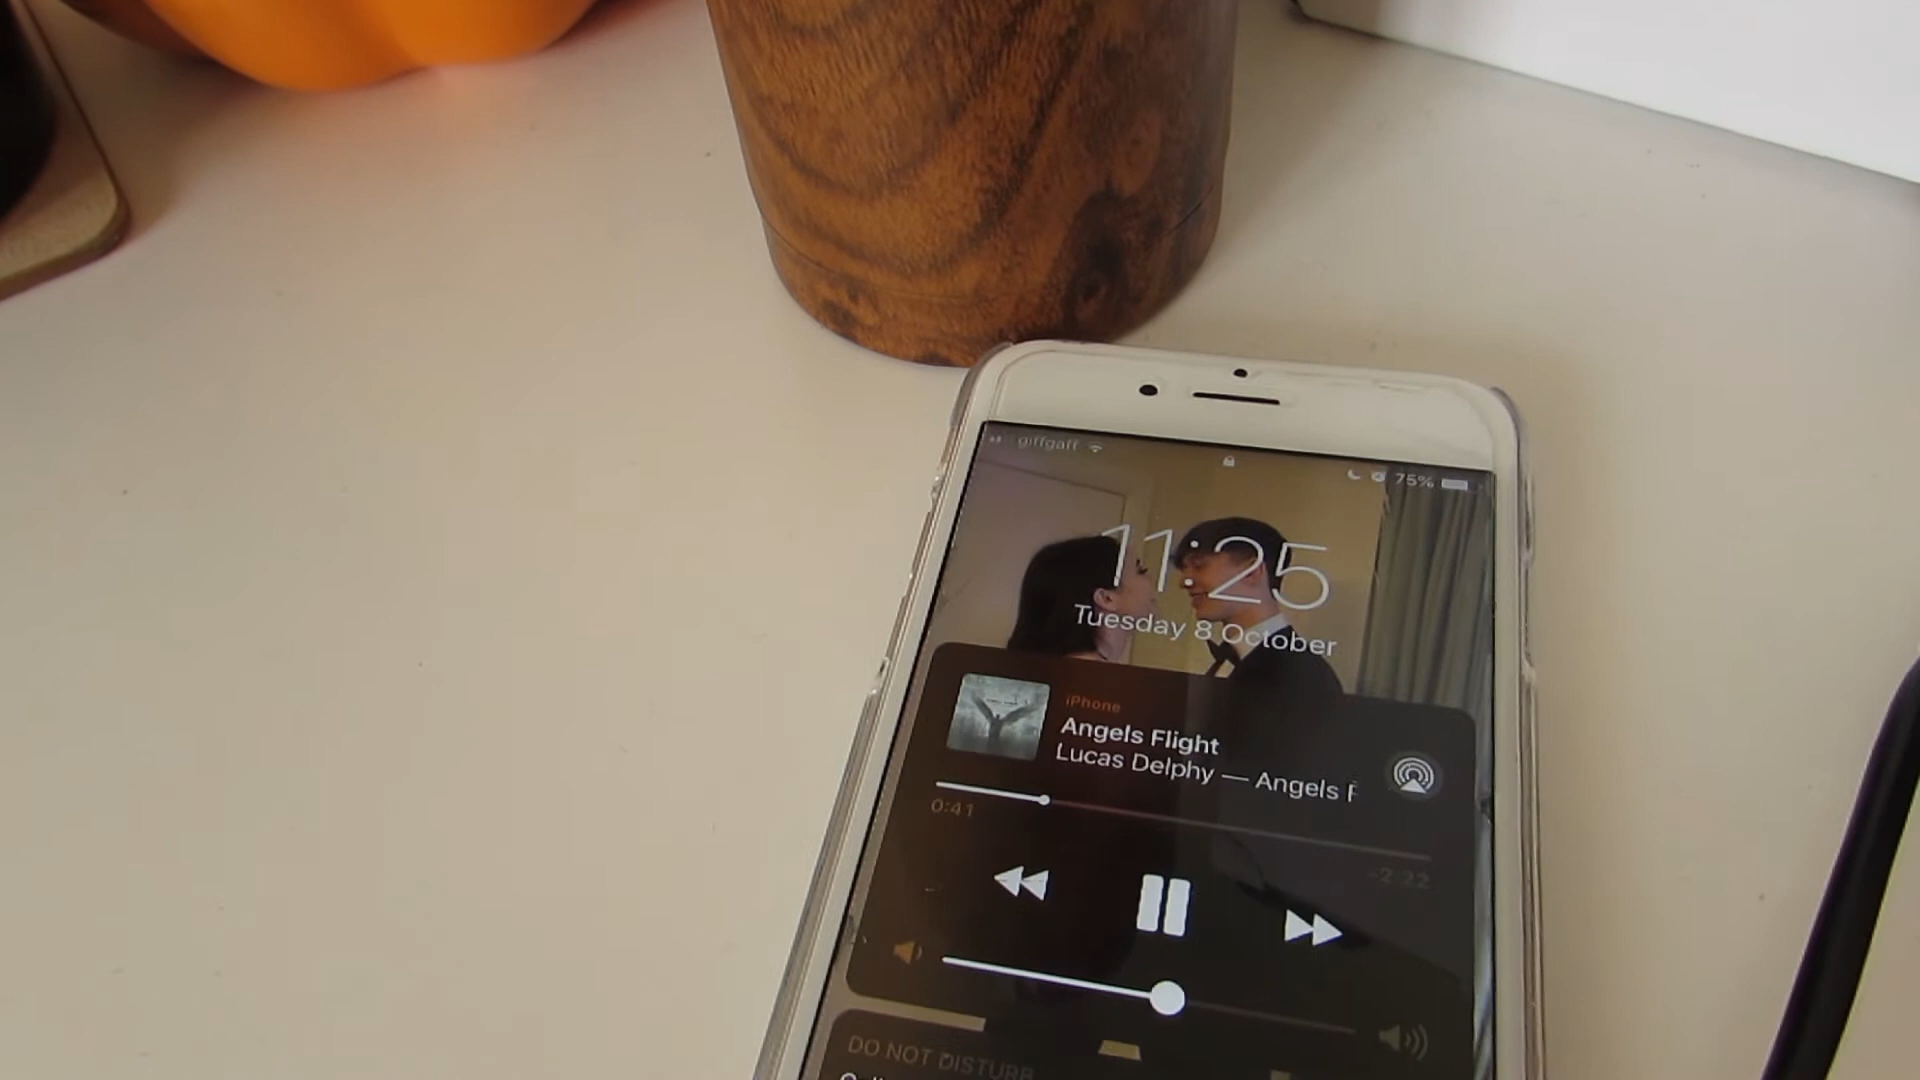 giffgaff
75%
11:25
Tuesday 8 October
iPhone
Angels Flight
Lucas Delphy — Angels F
0:41
-2:22
DO NOT DISTURB